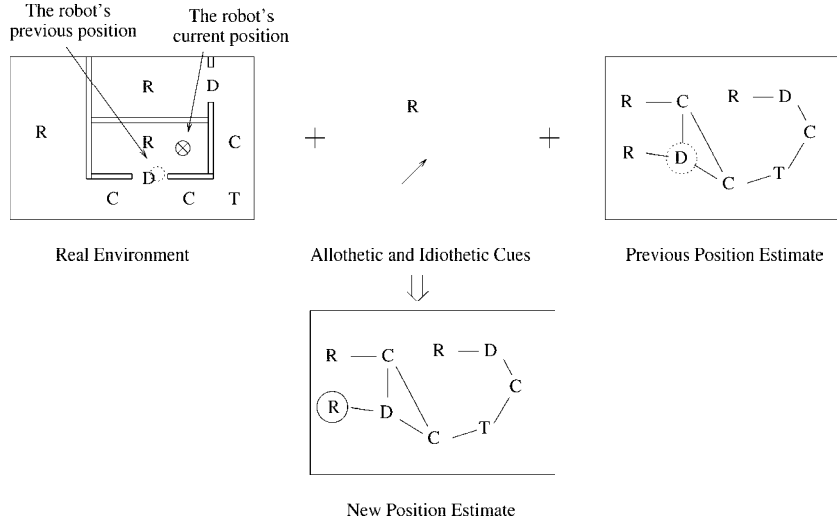 The robot's
previous position
The robot's
current position
R
D
R
R
C
D
C
C
T
+
R
+
R
C
R
D
C
R
D
T
C
Real Environment
Allothetic and Idiothetic Cues
Previous Position Estimate
R
C
R
D
C
R
D
T
C
New Position Estimate